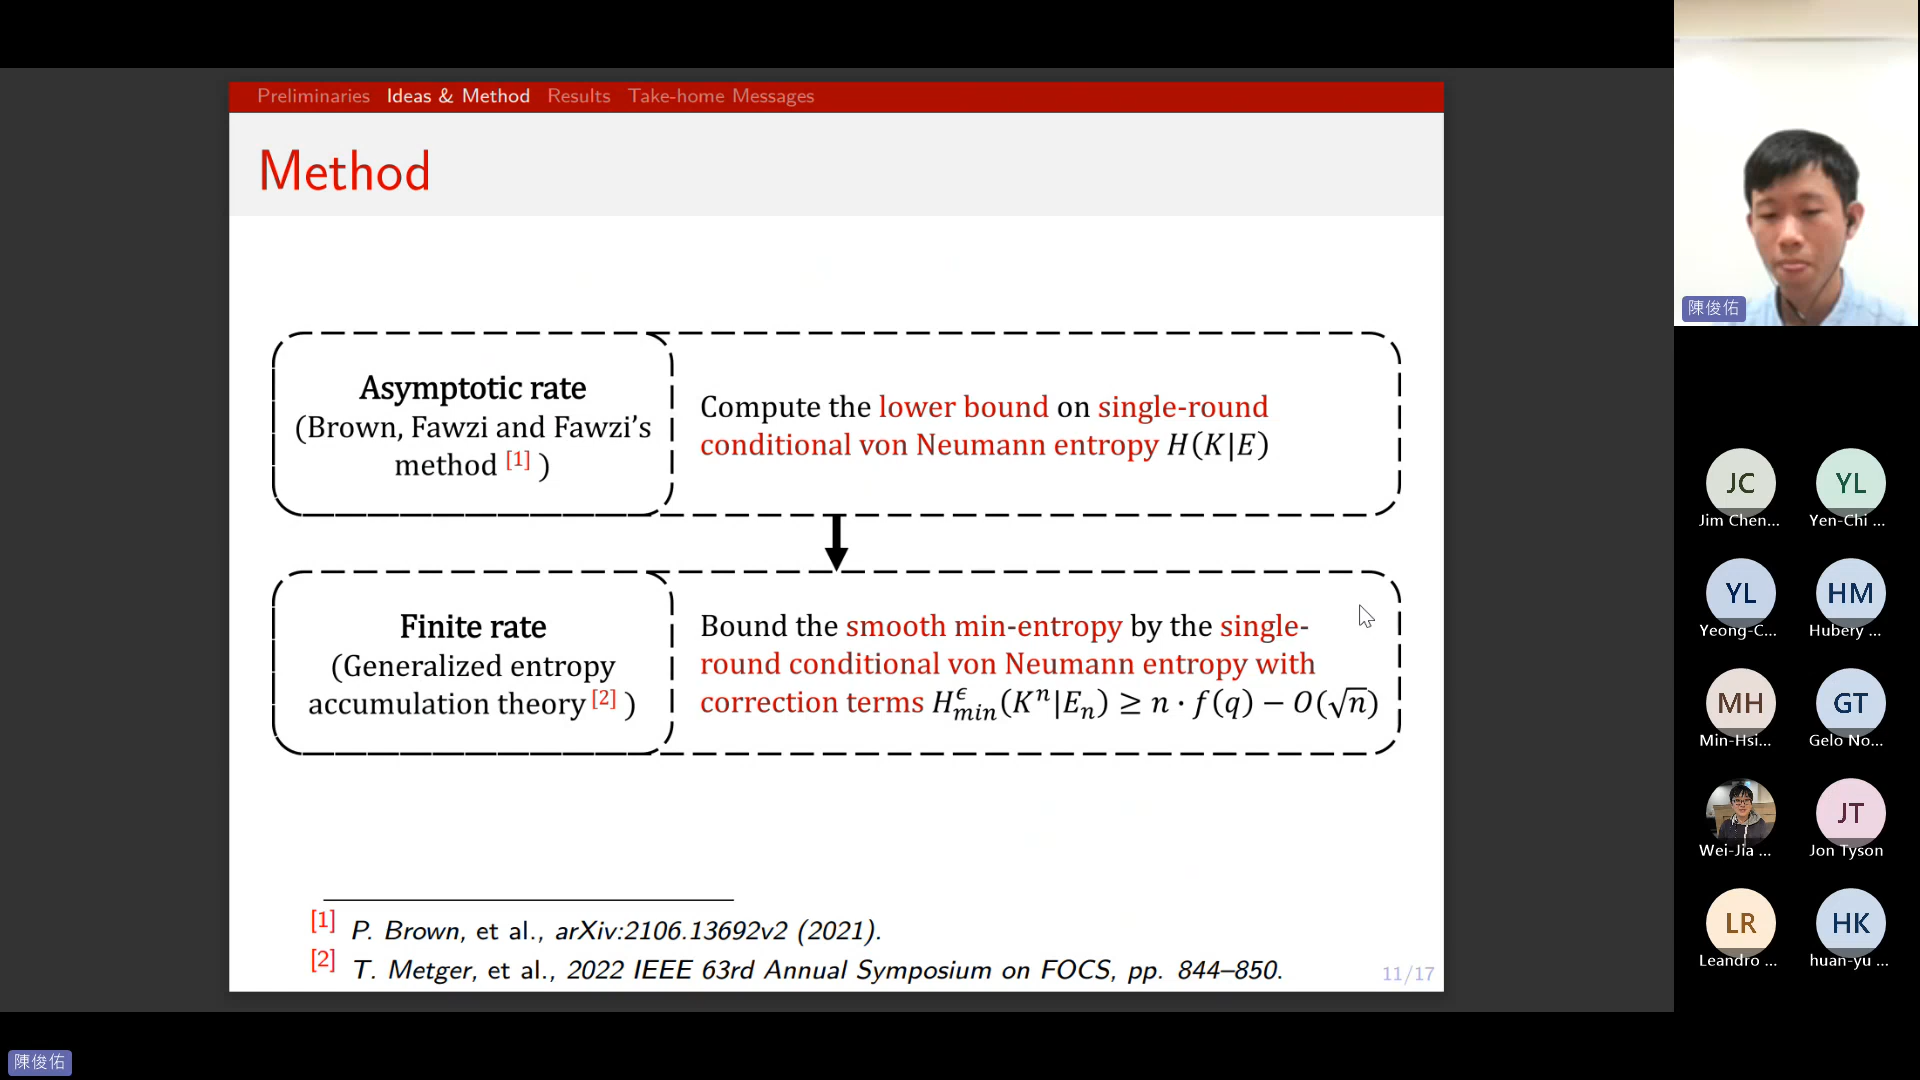 Preliminaries Ideas & Method Results Take-home Messages
Method
Asymptotic rate
(Brown, Fawzi and Fawzi's
method [1] )
Compute the lower bound on single-round
conditional von Neumann entropy H(K|E)
Finite rate
(Generalized entropy
accumulation theory [2] )
Bound the smooth min-entropy by the single-
round conditional von Neumann entropy with
correction terms H^ϵ_min(K^n|E_n) ≥ n · f(q) − O(√n)
[1] P. Brown, et al., arXiv:2106.13692v2 (2021).
[2] T. Metger, et al., 2022 IEEE 63rd Annual Symposium on FOCS, pp. 844–850.
11/17
陳俊佑
JC
Jim Chen...
YL
Yen-Chi ...
YL
Yeong-C...
HM
Hubery ...
MH
Min-Hsi...
GT
Gelo No...
Wei-Jia ...
JT
Jon Tyson
LR
Leandro ...
HK
huan-yu ...
陳俊佑